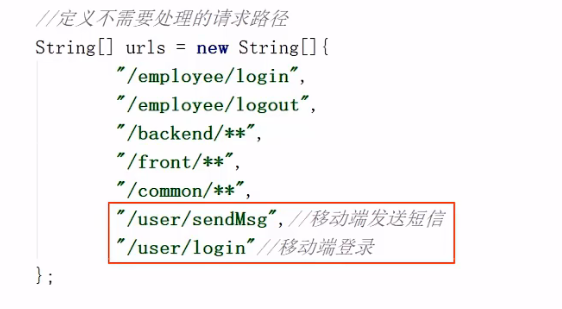 //定义不需要处理的请求路径
String[] urls = new String[]{
"/employee/login",
"/employee/logout",
"/backend/**",
"/front/**",
"/common/**",
"/user/sendMsg",//移动端发送短信
"/user/login"//移动端登录
};